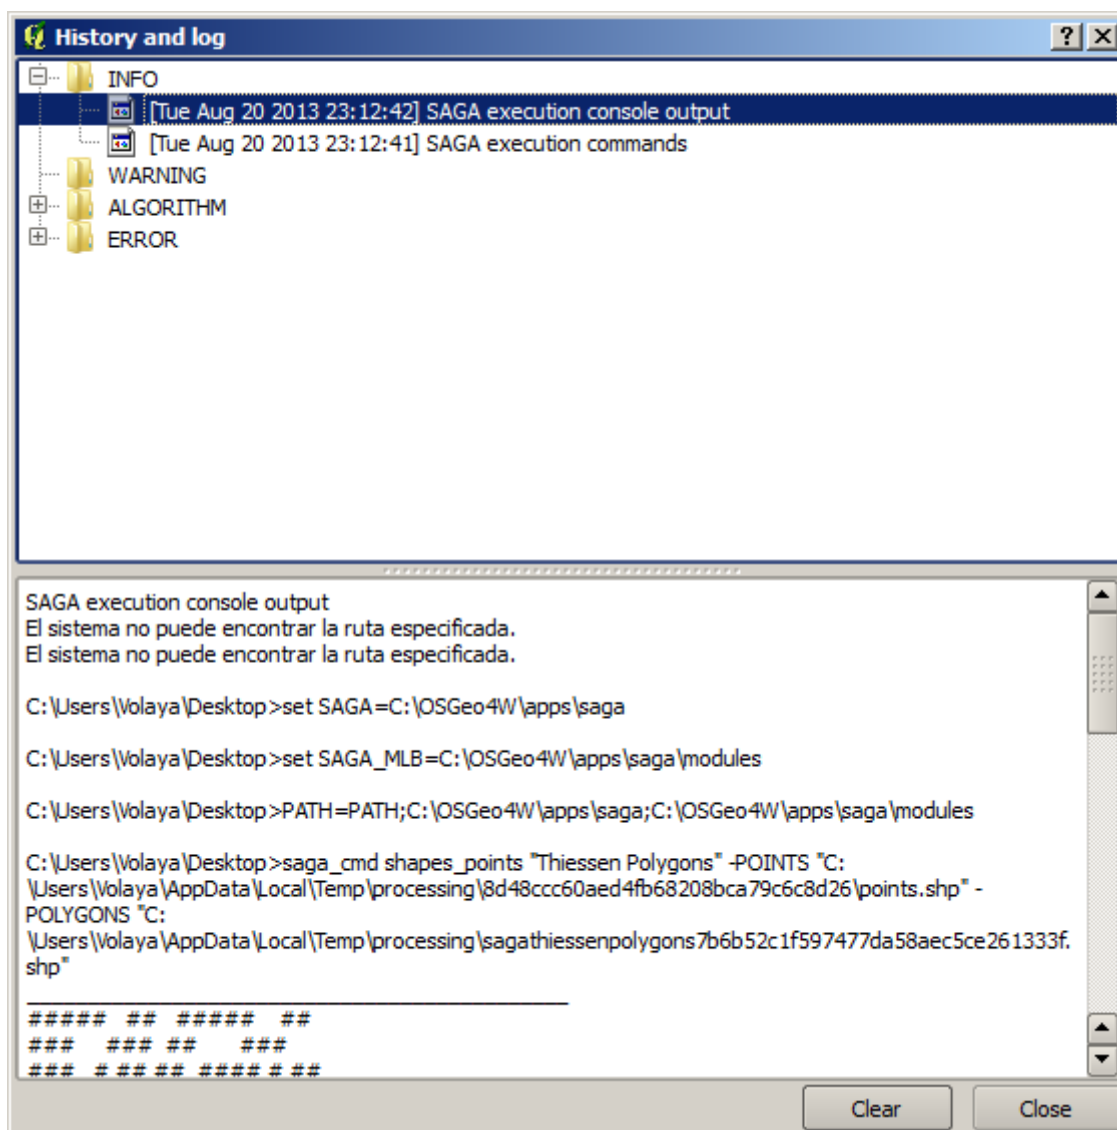 History and log
INFO
[Tue Aug 20 2013 23:12:42] SAGA execution console output
[Tue Aug 20 2013 23:12:41] SAGA execution commands
WARNING
ALGORITHM
ERROR
SAGA execution console output
El sistema no puede encontrar la ruta especificada.
El sistema no puede encontrar la ruta especificada.
C:\Users\Volaya\Desktop>set SAGA=C:\OSGeo4W\apps\saga
C:\Users\Volaya\Desktop>set SAGA_MLB=C:\OSGeo4W\apps\saga\modules
C:\Users\Volaya\Desktop>PATH=PATH;C:\OSGeo4W\apps\saga;C:\OSGeo4W\apps\saga\modules
C:\Users\Volaya\Desktop>saga_cmd shapes_points "Thiessen Polygons" -POINTS "C:
\Users\Volaya\AppData\Local\Temp\processing\8d48ccc60aed4fb68208bca79c6c8d26\points.shp" -
POLYGONS "C:
\Users\Volaya\AppData\Local\Temp\processing\sagathiessenpolygons7b6b52c1f597477da58aec5ce261333f.
shp"
_____________________________________________
##### ## ##### ##
### ### ## ###
### # ## ## #### # ##
Clear
Close